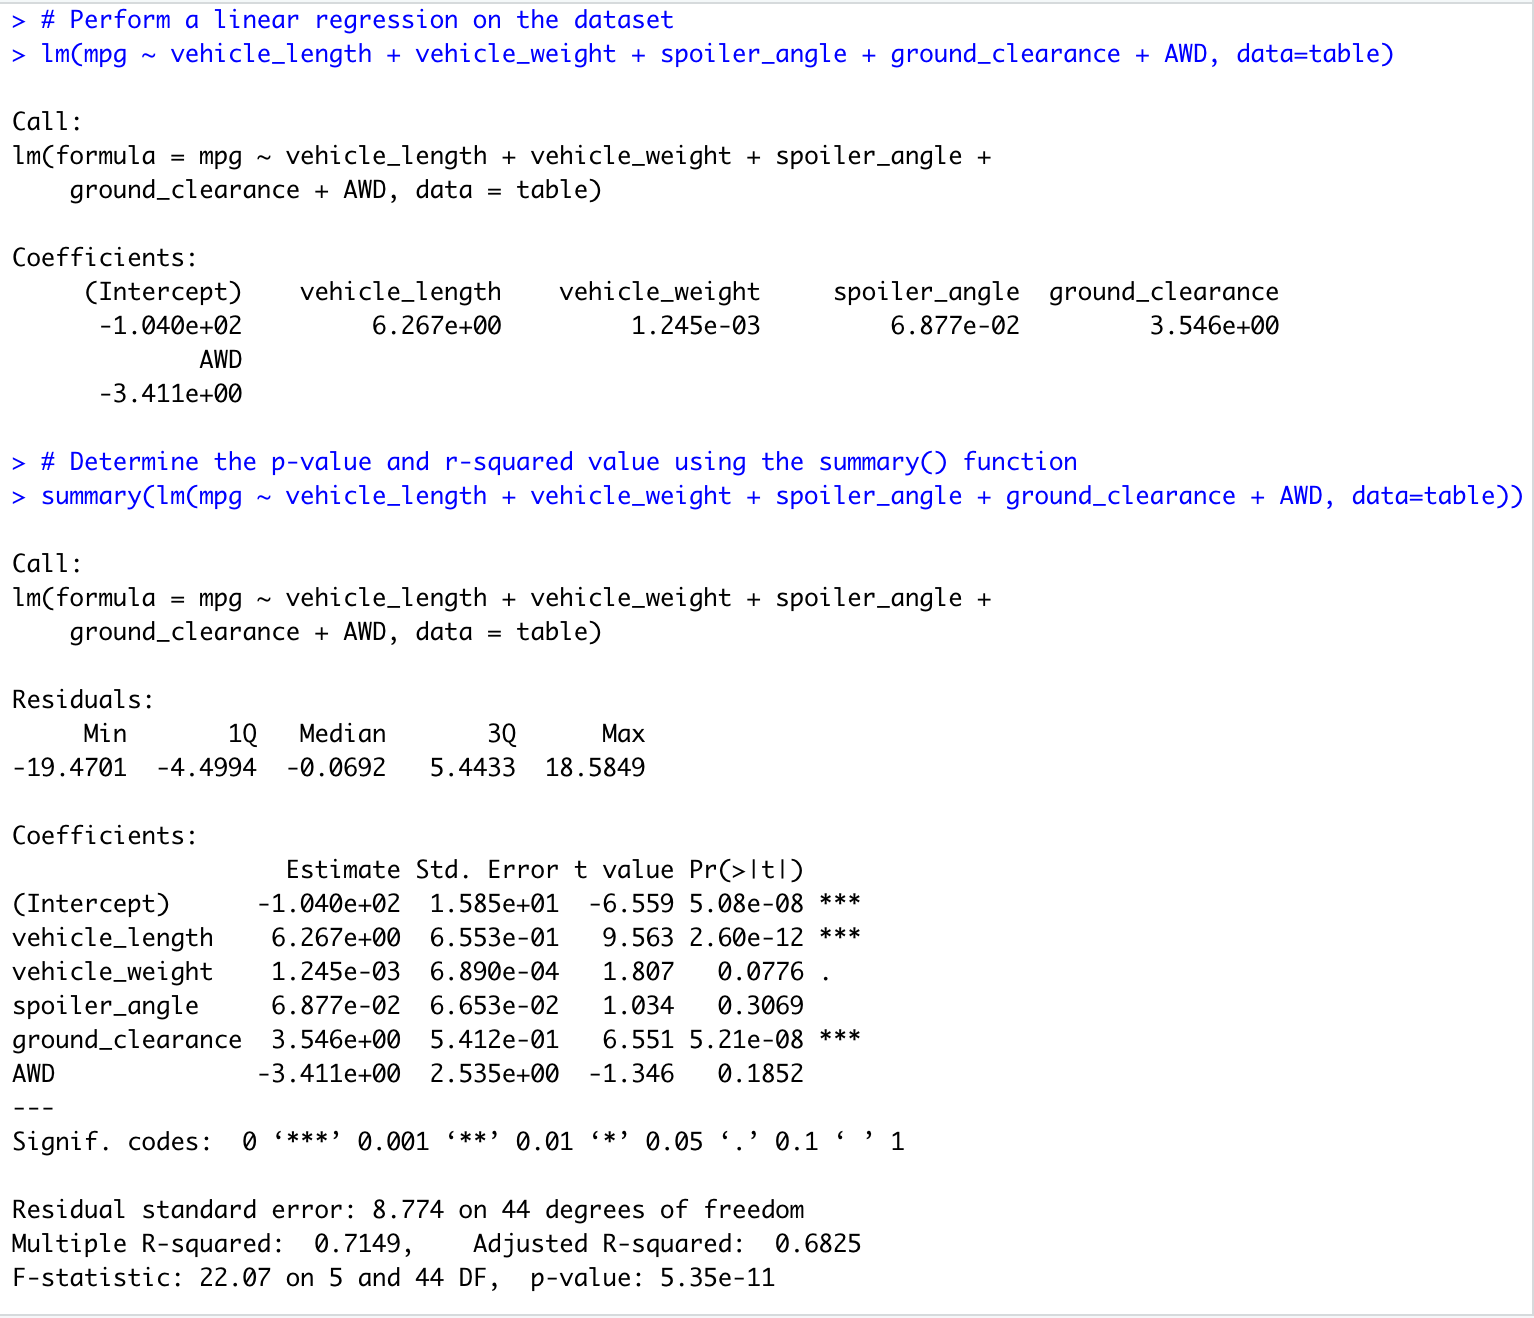 > # Perform a linear regression on the dataset
> lm(mpg ~ vehicle_length + vehicle_weight + spoiler_angle + ground_clearance + AWD, data=table)

Call:
lm(formula = mpg ~ vehicle_length + vehicle_weight + spoiler_angle +
    ground_clearance + AWD, data = table)

Coefficients:
     (Intercept)    vehicle_length    vehicle_weight     spoiler_angle  ground_clearance
      -1.040e+02         6.267e+00         1.245e-03         6.877e-02         3.546e+00
             AWD
      -3.411e+00

> # Determine the p-value and r-squared value using the summary() function
> summary(lm(mpg ~ vehicle_length + vehicle_weight + spoiler_angle + ground_clearance + AWD, data=table))

Call:
lm(formula = mpg ~ vehicle_length + vehicle_weight + spoiler_angle +
    ground_clearance + AWD, data = table)

Residuals:
     Min       1Q   Median       3Q      Max
-19.4701  -4.4994  -0.0692   5.4433  18.5849

Coefficients:
                   Estimate Std. Error t value Pr(>|t|)
(Intercept)      -1.040e+02  1.585e+01  -6.559 5.08e-08 ***
vehicle_length    6.267e+00  6.553e-01   9.563 2.60e-12 ***
vehicle_weight    1.245e-03  6.890e-04   1.807   0.0776 .
spoiler_angle     6.877e-02  6.653e-02   1.034   0.3069
ground_clearance  3.546e+00  5.412e-01   6.551 5.21e-08 ***
AWD              -3.411e+00  2.535e+00  -1.346   0.1852
---
Signif. codes:  0 ‘***’ 0.001 ‘**’ 0.01 ‘*’ 0.05 ‘.’ 0.1 ‘ ’ 1

Residual standard error: 8.774 on 44 degrees of freedom
Multiple R-squared:  0.7149,    Adjusted R-squared:  0.6825
F-statistic: 22.07 on 5 and 44 DF,  p-value: 5.35e-11